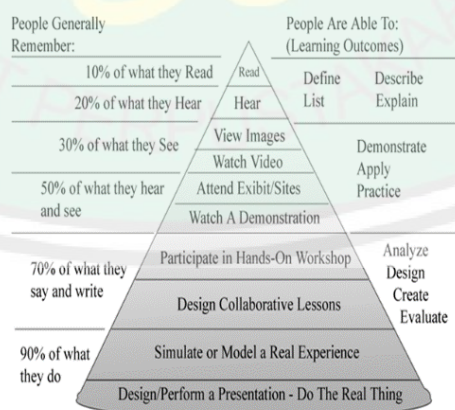 People Generally
Remember:
People Are Able To:
(Learning Outcomes)
10% of what they Read
Read
Define Describe
List Explain
20% of what they Hear
Hear
30% of what they See
View Images
Watch Video
Demonstrate
Apply
Practice
50% of what they hear
and see
Attend Exibit/Sites
Watch A Demonstration
70% of what they
say and write
Participate in Hands-On Workshop
Design Collaborative Lessons
Analyze
Design
Create
Evaluate
90% of what
they do
Simulate or Model a Real Experience
Design/Perform a Presentation - Do The Real Thing